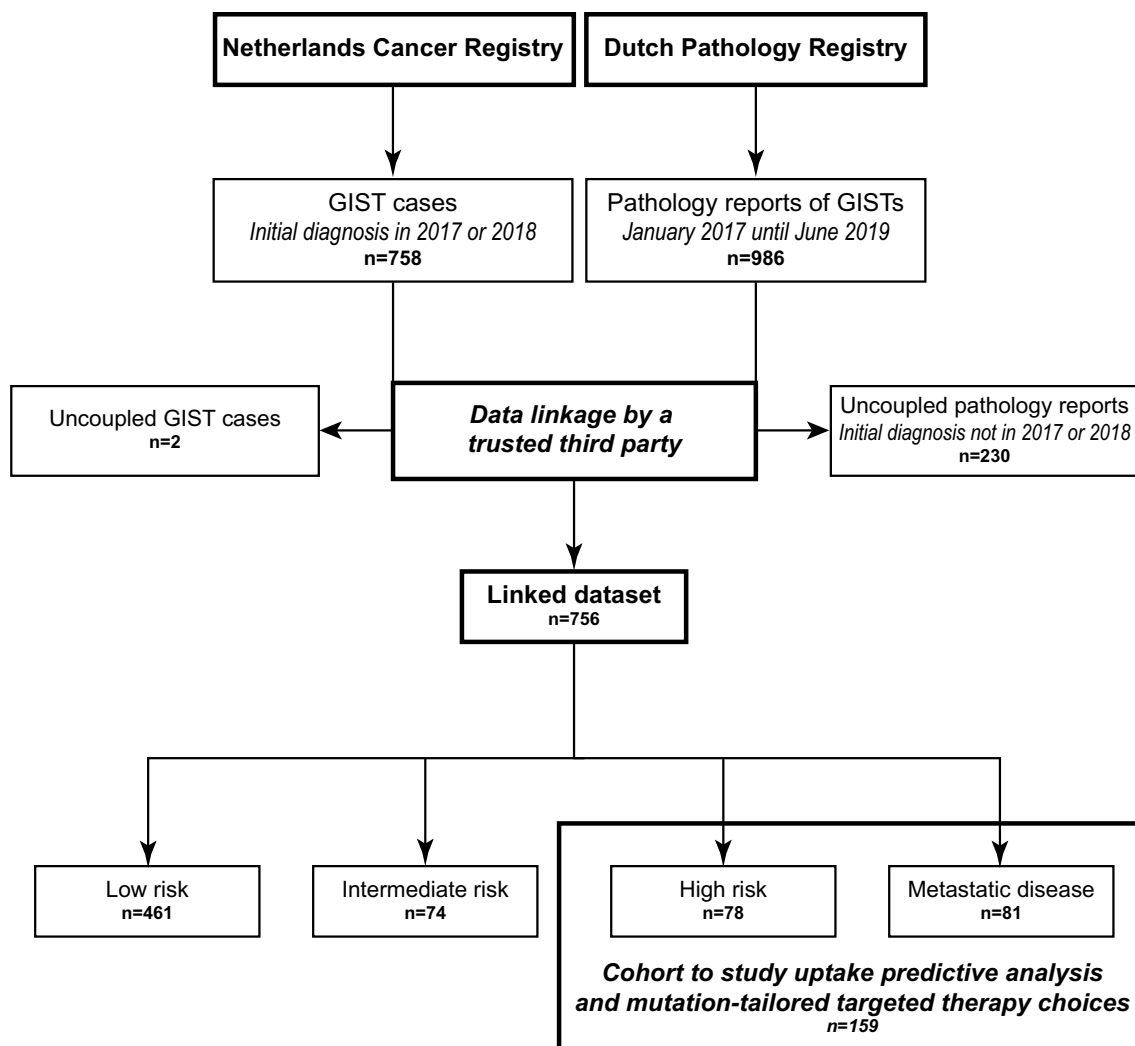 Netherlands Cancer Registry
Dutch Pathology Registry
GIST cases
Initial diagnosis in 2017 or 2018
n=758
Pathology reports of GISTs
January 2017 until June 2019
n=986
Uncoupled GIST cases
n=2
Data linkage by a
trusted third party
Uncoupled pathology reports
Initial diagnosis not in 2017 or 2018
n=230
Linked dataset
n=756
Low risk
n=461
Intermediate risk
n=74
High risk
n=78
Metastatic disease
n=81
Cohort to study uptake predictive analysis
and mutation-tailored targeted therapy choices
n=159